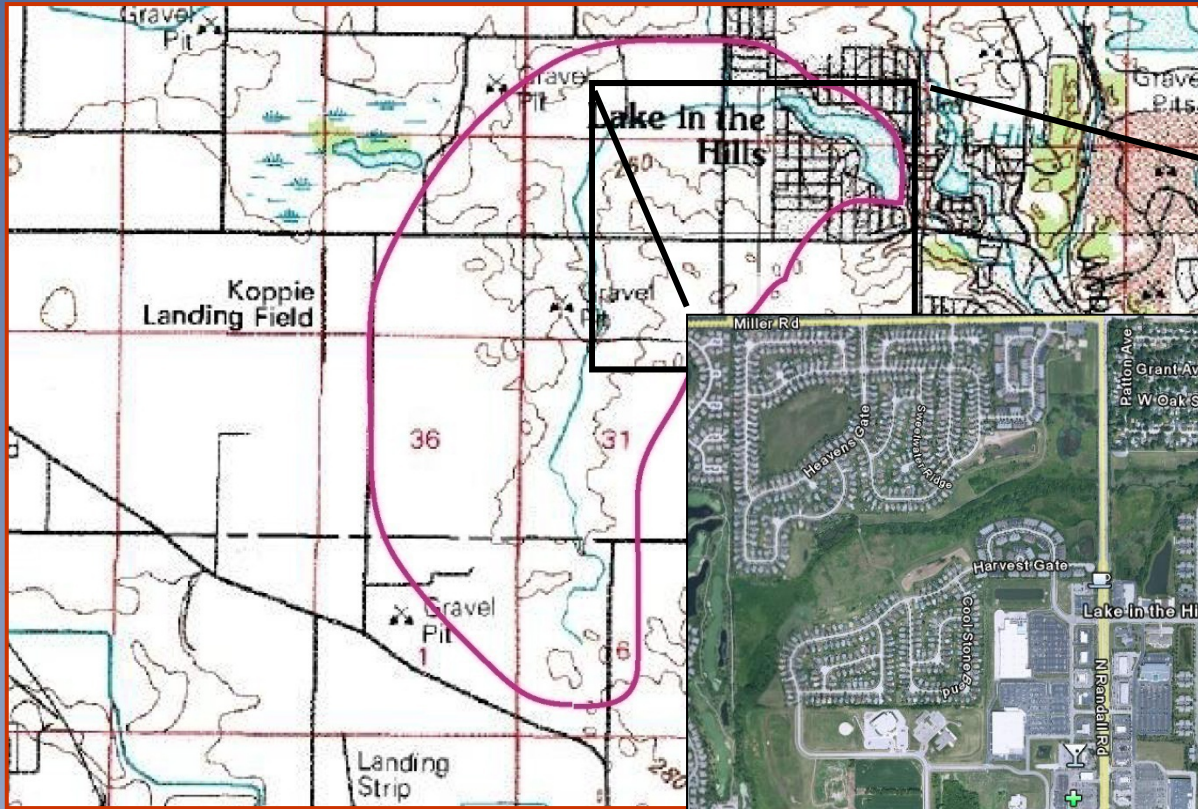 Gravel
Pit
Gravel
Pit
Gravel
Pits
Lake In the
Hills
250
Koppie
Landing Field
Gravel
Pit
36
31
Gravel
Pit
1
6
Landing
Strip
280
Miller Rd
Patton Ave
Grant Av
W Oak S
Heavens Gate
Sweetwater Ridge
Harvest Gate
Cool Stone Bend
Lake in the Hi
N Randall Rd